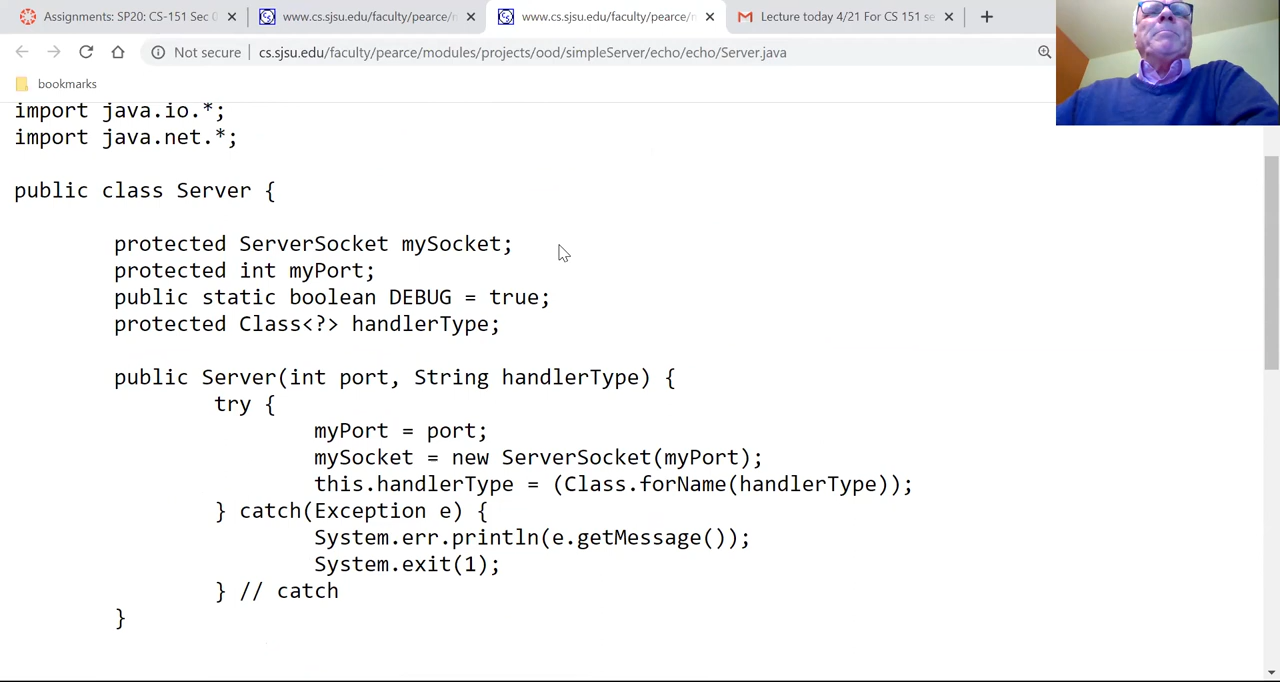 Assignments: SP20: CS-151 Sec
www.cs.sjsu.edu/faculty/pearce/
www.cs.sjsu.edu/faculty/pearce/
Lecture today 4/21 For CS 151 se
Not secure
cs.sjsu.edu/faculty/pearce/modules/projects/ood/simpleServer/echo/echo/Server.java
bookmarks
import java.io.*;
import java.net.*;
public class Server {
protected ServerSocket mySocket;
protected int myPort;
public static boolean DEBUG = true;
protected Class<?> handlerType;
public Server(int port, String handlerType) {
try {
myPort = port;
mySocket = new ServerSocket(myPort);
this.handlerType = (Class.forName(handlerType));
} catch(Exception e) {
System.err.println(e.getMessage());
System.exit(1);
} // catch
}